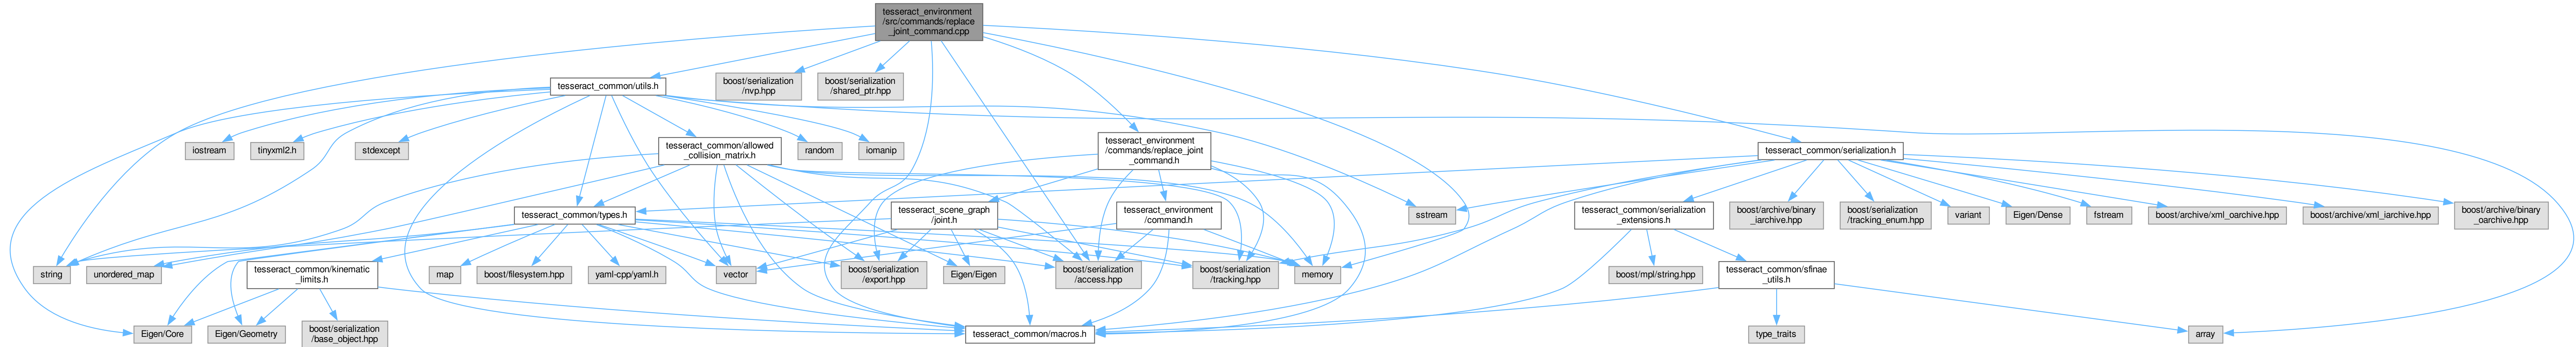 tesseract_environment
/src/commands/replace
_joint_command.cpp
tesseract_common/utils.h
boost/serialization
/nvp.hpp
boost/serialization
/shared_ptr.hpp
iostream
tinyxml2.h
stdexcept
tesseract_common/allowed
_collision_matrix.h
random
iomanip
tesseract_environment
/commands/replace_joint
_command.h
tesseract_common/serialization.h
tesseract_common/types.h
tesseract_scene_graph
/joint.h
tesseract_environment
/command.h
sstream
tesseract_common/serialization
_extensions.h
boost/archive/binary
_iarchive.hpp
boost/serialization
/tracking_enum.hpp
variant
Eigen/Dense
fstream
boost/archive/xml_oarchive.hpp
boost/archive/xml_iarchive.hpp
boost/archive/binary
_oarchive.hpp
string
unordered_map
tesseract_common/kinematic
_limits.h
map
boost/filesystem.hpp
yaml-cpp/yaml.h
vector
boost/serialization
/export.hpp
Eigen/Eigen
boost/serialization
/access.hpp
boost/serialization
/tracking.hpp
memory
boost/mpl/string.hpp
tesseract_common/sfinae
_utils.h
Eigen/Core
Eigen/Geometry
boost/serialization
/base_object.hpp
tesseract_common/macros.h
type_traits
array